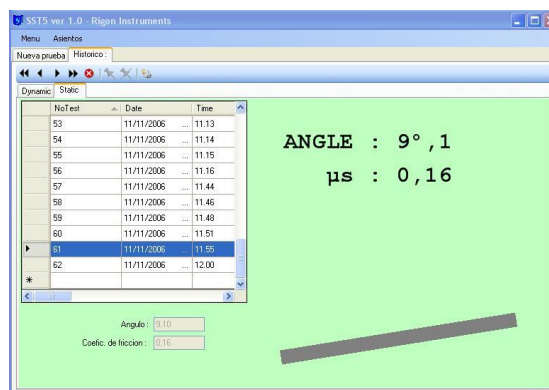 SST5 ver 1.0 - Rigon Instruments
Menu Asientos
Nueva prueba Historico :
Dynamic Static
NoTest Date Time
53 11/11/2006 ... 11.13
54 11/11/2006 ... 11.14
55 11/11/2006 ... 11.15
56 11/11/2006 ... 11.16
57 11/11/2006 ... 11.44
58 11/11/2006 ... 11.46
59 11/11/2006 ... 11.48
60 11/11/2006 ... 11.51
61 11/11/2006 ... 11.55
62 11/11/2006 ... 12.00
ANGLE : 9°,1
µs : 0,16
Angulo : 9,10
Coefic. de friccion : 0,16